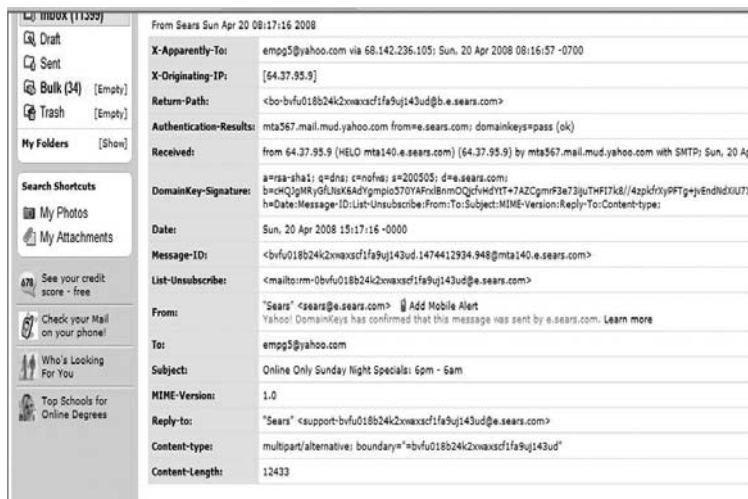 Inbox (11399)
Draft
Sent
Bulk (34) [Empty]
Trash [Empty]
My Folders [Show]
Search Shortcuts
My Photos
My Attachments
See your credit
score - free
Check your Mail
on your phone!
Who's Looking
For You
Top Schools for
Online Degrees
From Sears Sun Apr 20 08:17:16 2008
X-Apparently-To: empg5@yahoo.com via 68.142.236.105; Sun, 20 Apr 2008 08:16:57 -0700
X-Originating-IP: [64.37.95.9]
Return-Path: <bo-bvfu018b24k2xwaxscf1fa9uj143ud@b.e.sears.com>
Authentication-Results: mta567.mail.mud.yahoo.com from=e.sears.com; domainkeys=pass (ok)
Received: from 64.37.95.9 (HELO mta140.e.sears.com) (64.37.95.9) by mta567.mail.mud.yahoo.com with SMTP; Sun, 20
a=rsa-sha1; q=dns; c=nofws; s=200505; d=e.sears.com;
DomainKey-Signature:
h=Date:Message-ID:List-Unsubscribe:From:To:Subject:MIME-Version:Reply-To:Content-type;
Date: Sun, 20 Apr 2008 15:17:16 -0000
Message-ID: <bvfu018b24k2xwaxscf1fa9uj143ud.1474412934.948@mta140.e.sears.com>
List-Unsubscribe: <mailto:rm-0bvfu018b24k2xwaxscf1fa9uj143ud@e.sears.com>
From: "Sears" <sears@e.sears.com> Add Mobile Alert
Yahoo! DomainKeys has confirmed that this message was sent by e.sears.com. Learn more
To: empg5@yahoo.com
Subject: Online Only Sunday Night Specials: 6pm - 6am
MIME-Version: 1.0
Reply-to: "Sears" <support-bvfu018b24k2xwaxscf1fa9uj143ud@e.sears.com>
Content-type: multipart/alternative; boundary="=bvfu018b24k2xwaxscf1fa9uj143ud"
Content-Length: 12433